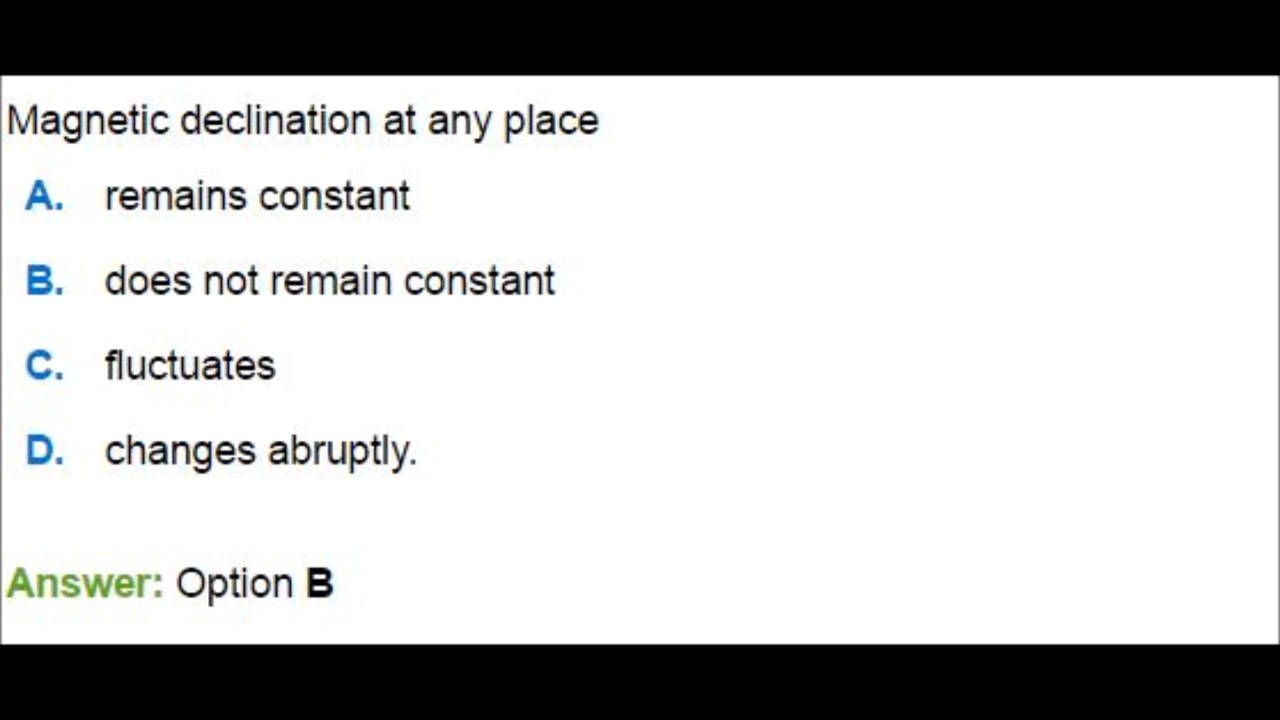 Magnetic declination at any place
A. remains constant
B. does not remain constant
C. fluctuates
D. changes abruptly.
Answer: Option B